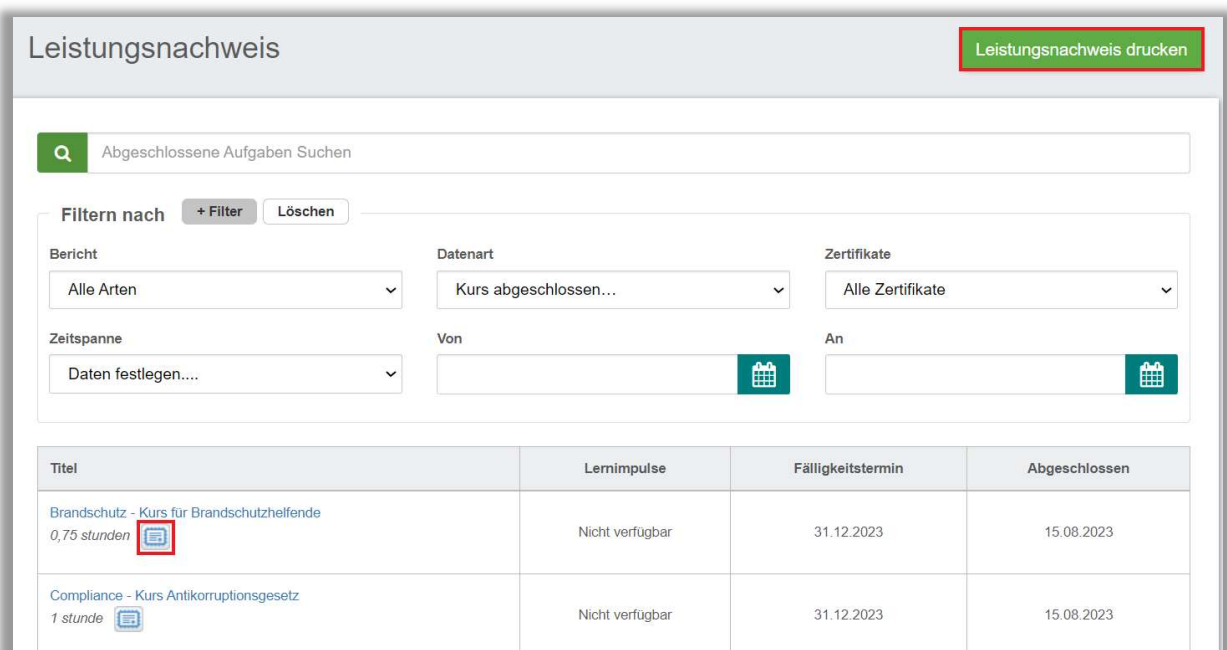 Leistungsnachweis
Leistungsnachweis drucken
Abgeschlossene Aufgaben Suchen
Filtern nach + Filter Löschen
Bericht Datenart Zertifikate
Alle Arten Kurs abgeschlossen... Alle Zertifikate
Zeitspanne Von An
Daten festlegen....
Titel Lernimpulse Fälligkeitstermin Abgeschlossen
Brandschutz - Kurs für Brandschutzhelfende
0,75 stunden Nicht verfügbar 31.12.2023 15.08.2023
Compliance - Kurs Antikorruptionsgesetz
1 stunde Nicht verfügbar 31.12.2023 15.08.2023